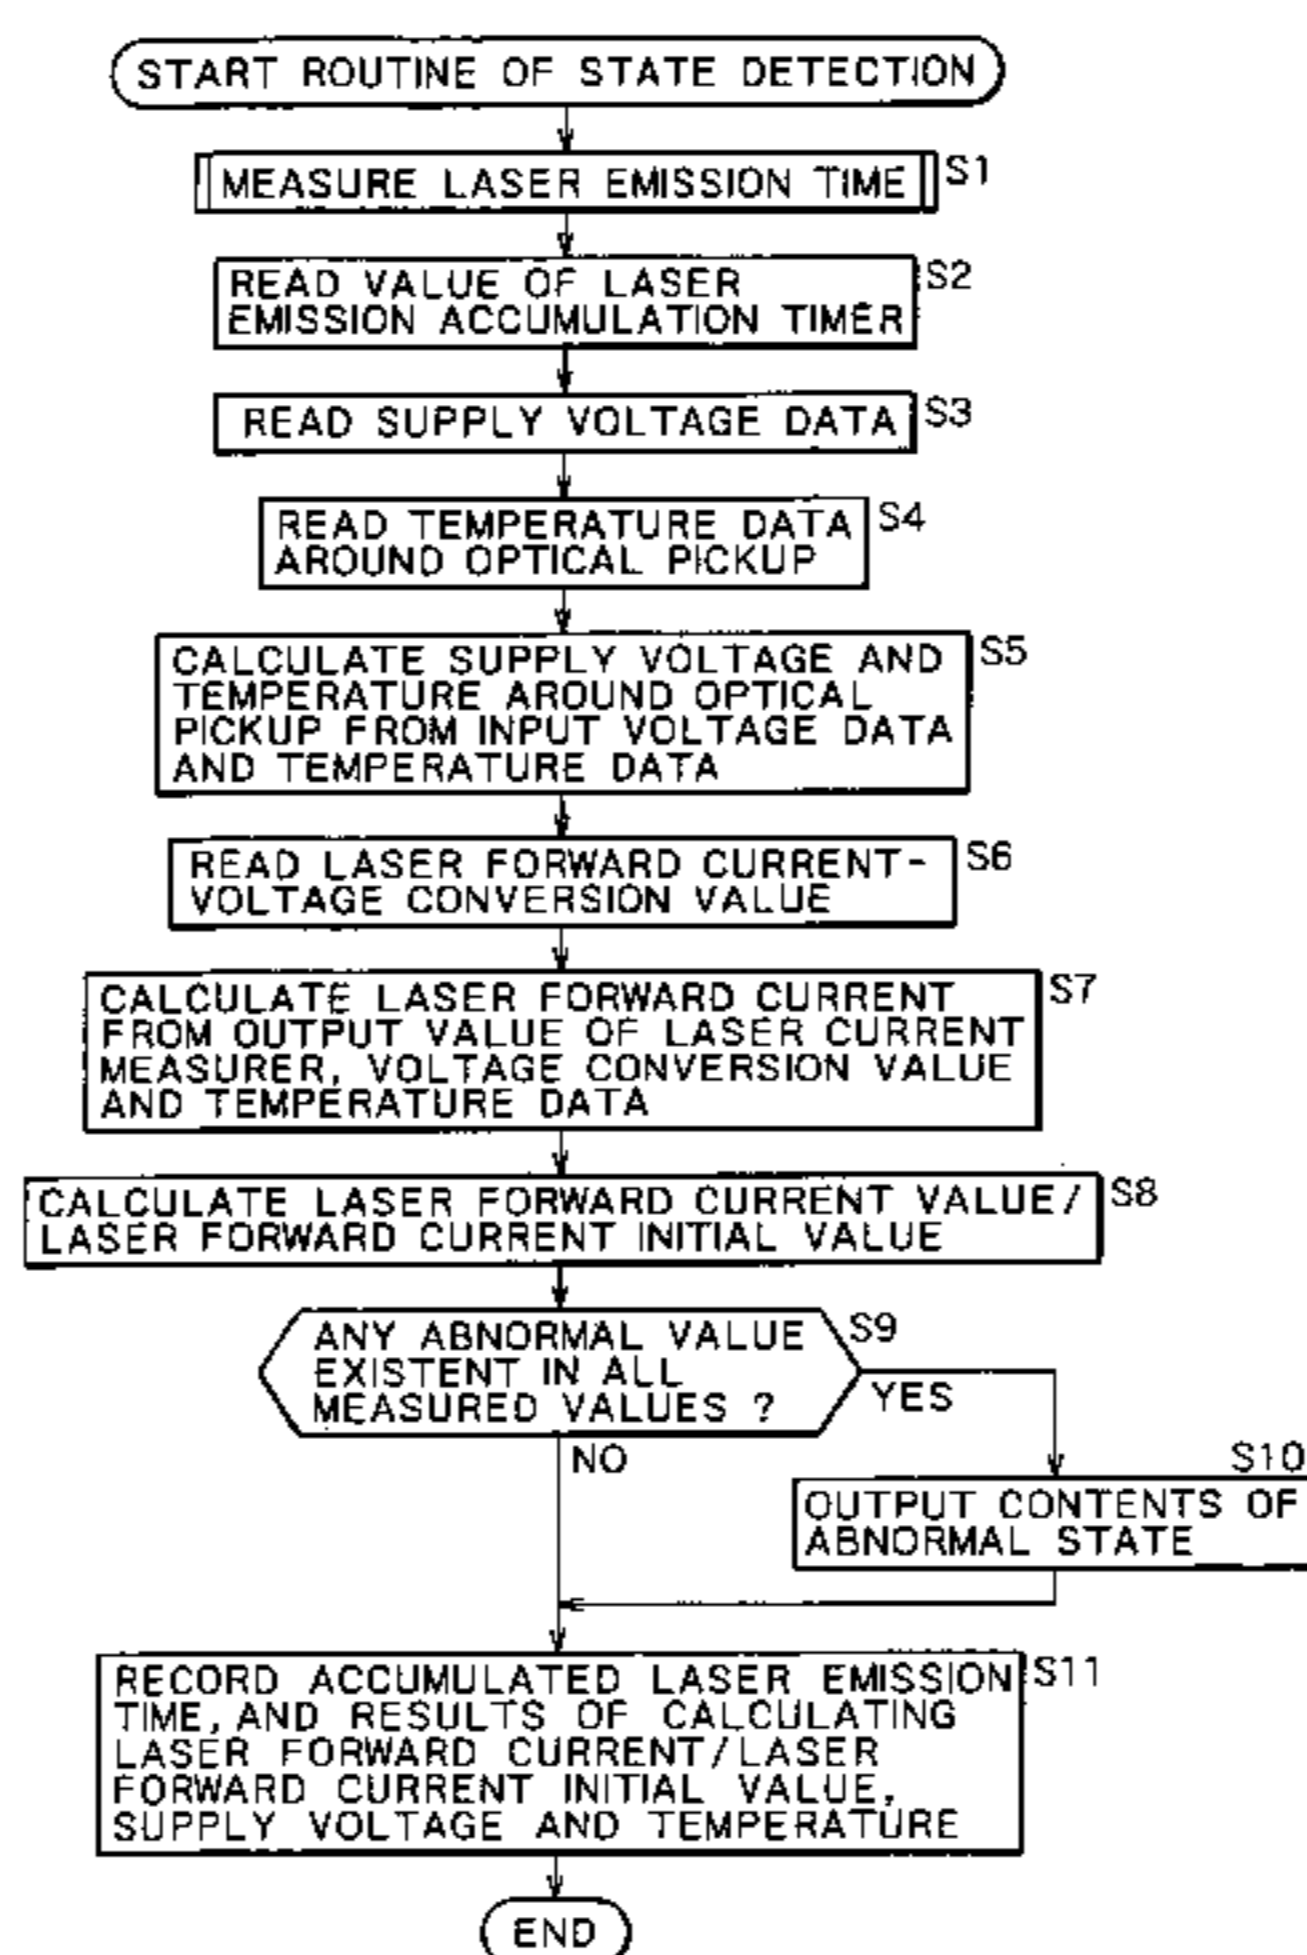 START ROUTINE OF STATE DETECTION
MEASURE LASER EMISSION TIME
S1
READ VALUE OF LASER
EMISSION ACCUMULATION TIMER
S2
READ SUPPLY VOLTAGE DATA
S3
READ TEMPERATURE DATA
AROUND OPTICAL PICKUP
S4
CALCULATE SUPPLY VOLTAGE AND
TEMPERATURE AROUND OPTICAL
PICKUP FROM INPUT VOLTAGE DATA
AND TEMPERATURE DATA
S5
READ LASER FORWARD CURRENT-
VOLTAGE CONVERSION VALUE
S6
CALCULATE LASER FORWARD CURRENT
FROM OUTPUT VALUE OF LASER CURRENT
MEASURER, VOLTAGE CONVERSION VALUE
AND TEMPERATURE DATA
S7
CALCULATE LASER FORWARD CURRENT VALUE/
LASER FORWARD CURRENT INITIAL VALUE
S8
ANY ABNORMAL VALUE
EXISTENT IN ALL
MEASURED VALUES ?
S9
YES
NO
S10
OUTPUT CONTENTS OF
ABNORMAL STATE
RECORD ACCUMULATED LASER EMISSION
TIME, AND RESULTS OF CALCULATING
LASER FORWARD CURRENT/LASER
FORWARD CURRENT INITIAL VALUE,
SUPPLY VOLTAGE AND TEMPERATURE
S11
END